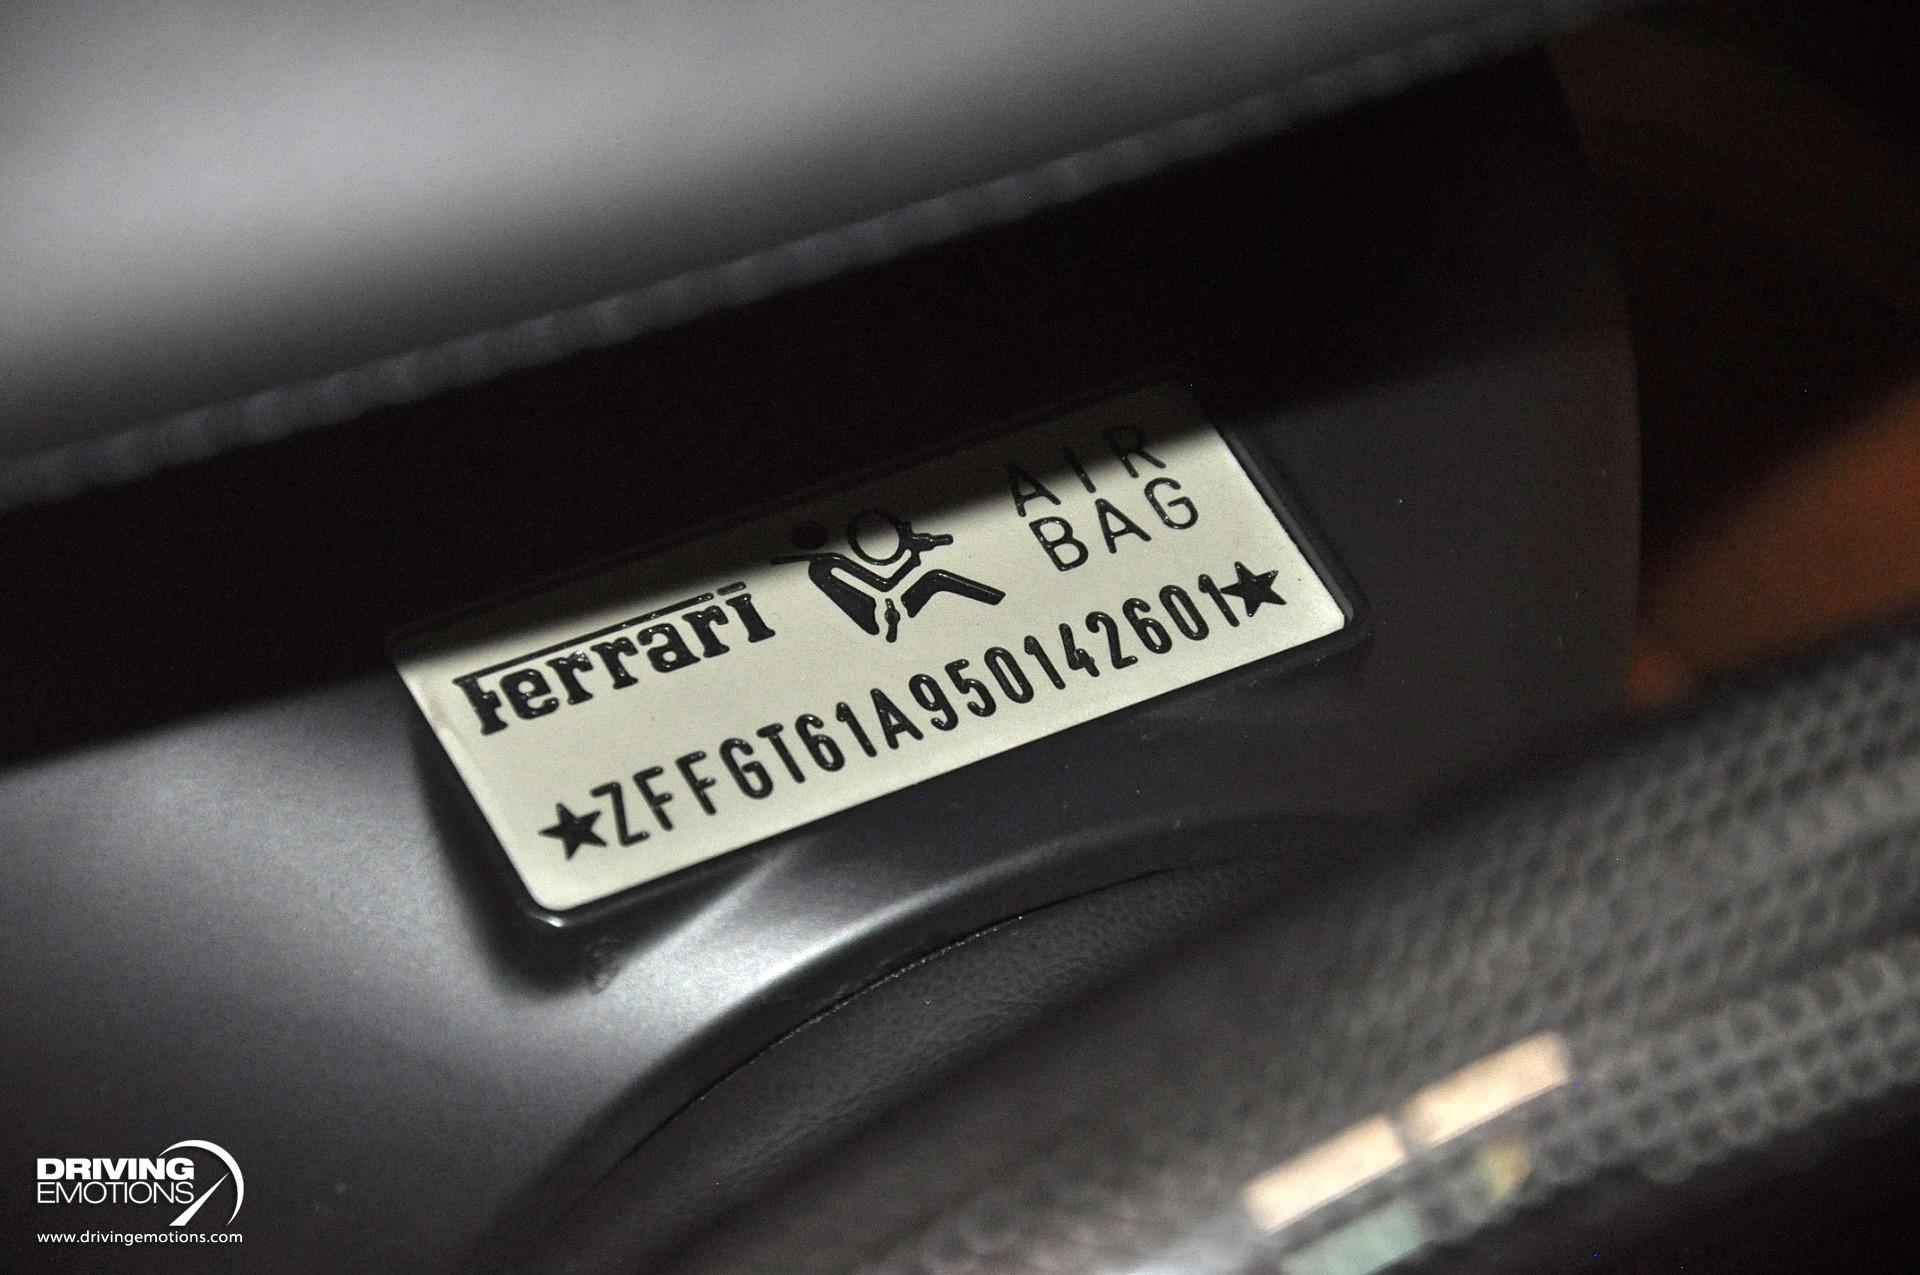 Ferrari
AIR
BAG
★ZFFGT61A950142601★
DRIVING
EMOTIONS
www.drivingemotions.com